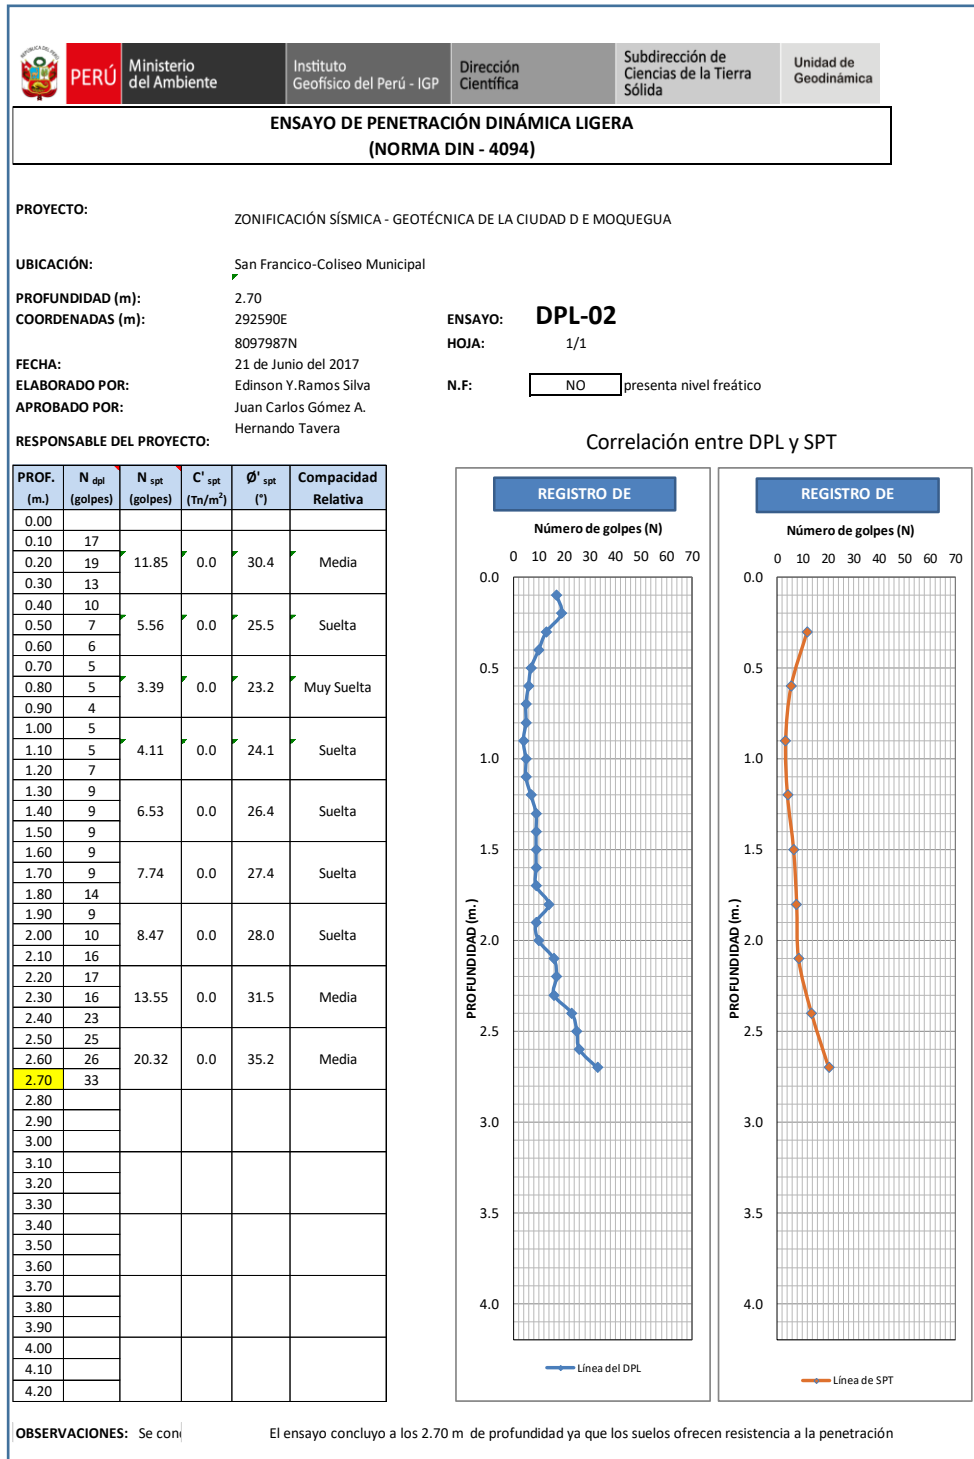 PERÚ
Ministerio
del Ambiente
Instituto
Geofísico del Perú - IGP
Dirección
Científica
Subdirección de
Ciencias de la Tierra
Sólida
Unidad de
Geodinámica
ENSAYO DE PENETRACIÓN DINÁMICA LIGERA
(NORMA DIN - 4094)
PROYECTO: ZONIFICACIÓN SÍSMICA - GEOTÉCNICA DE LA CIUDAD D E MOQUEGUA
UBICACIÓN: San Francico-Coliseo Municipal
PROFUNDIDAD (m): 2.70
COORDENADAS (m): 292590E ENSAYO: DPL-02
8097987N HOJA: 1/1
FECHA: 21 de Junio del 2017
ELABORADO POR: Edinson Y.Ramos Silva N.F: NO presenta nivel freático
APROBADO POR: Juan Carlos Gómez A.
RESPONSABLE DEL PROYECTO: Hernando Tavera
Correlación entre DPL y SPT
PROF. N dpl N spt C' spt Ø' spt Compacidad
(m.) (golpes) (golpes) (Tn/m²) (°) Relativa
0.00
0.10 17
0.20 19 11.85 0.0 30.4 Media
0.30 13
0.40 10
0.50 7 5.56 0.0 25.5 Suelta
0.60 6
0.70 5
0.80 5 3.39 0.0 23.2 Muy Suelta
0.90 4
1.00 5
1.10 5 4.11 0.0 24.1 Suelta
1.20 7
1.30 9
1.40 9 6.53 0.0 26.4 Suelta
1.50 9
1.60 9
1.70 9 7.74 0.0 27.4 Suelta
1.80 14
1.90 9
2.00 10 8.47 0.0 28.0 Suelta
2.10 16
2.20 17
2.30 16 13.55 0.0 31.5 Media
2.40 23
2.50 25
2.60 26 20.32 0.0 35.2 Media
2.70 33
2.80
2.90
3.00
3.10
3.20
3.30
3.40
3.50
3.60
3.70
3.80
3.90
4.00
4.10
4.20
REGISTRO DE
Número de golpes (N)
0 10 20 30 40 50 60 70
0.0
0.5
1.0
1.5
2.0
2.5
3.0
3.5
4.0
PROFUNDIDAD (m.)
Línea del DPL
REGISTRO DE
Número de golpes (N)
0 10 20 30 40 50 60 70
0.0
0.5
1.0
1.5
2.0
2.5
3.0
3.5
4.0
PROFUNDIDAD (m.)
Línea de SPT
OBSERVACIONES: Se con El ensayo concluyo a los 2.70 m de profundidad ya que los suelos ofrecen resistencia a la penetración